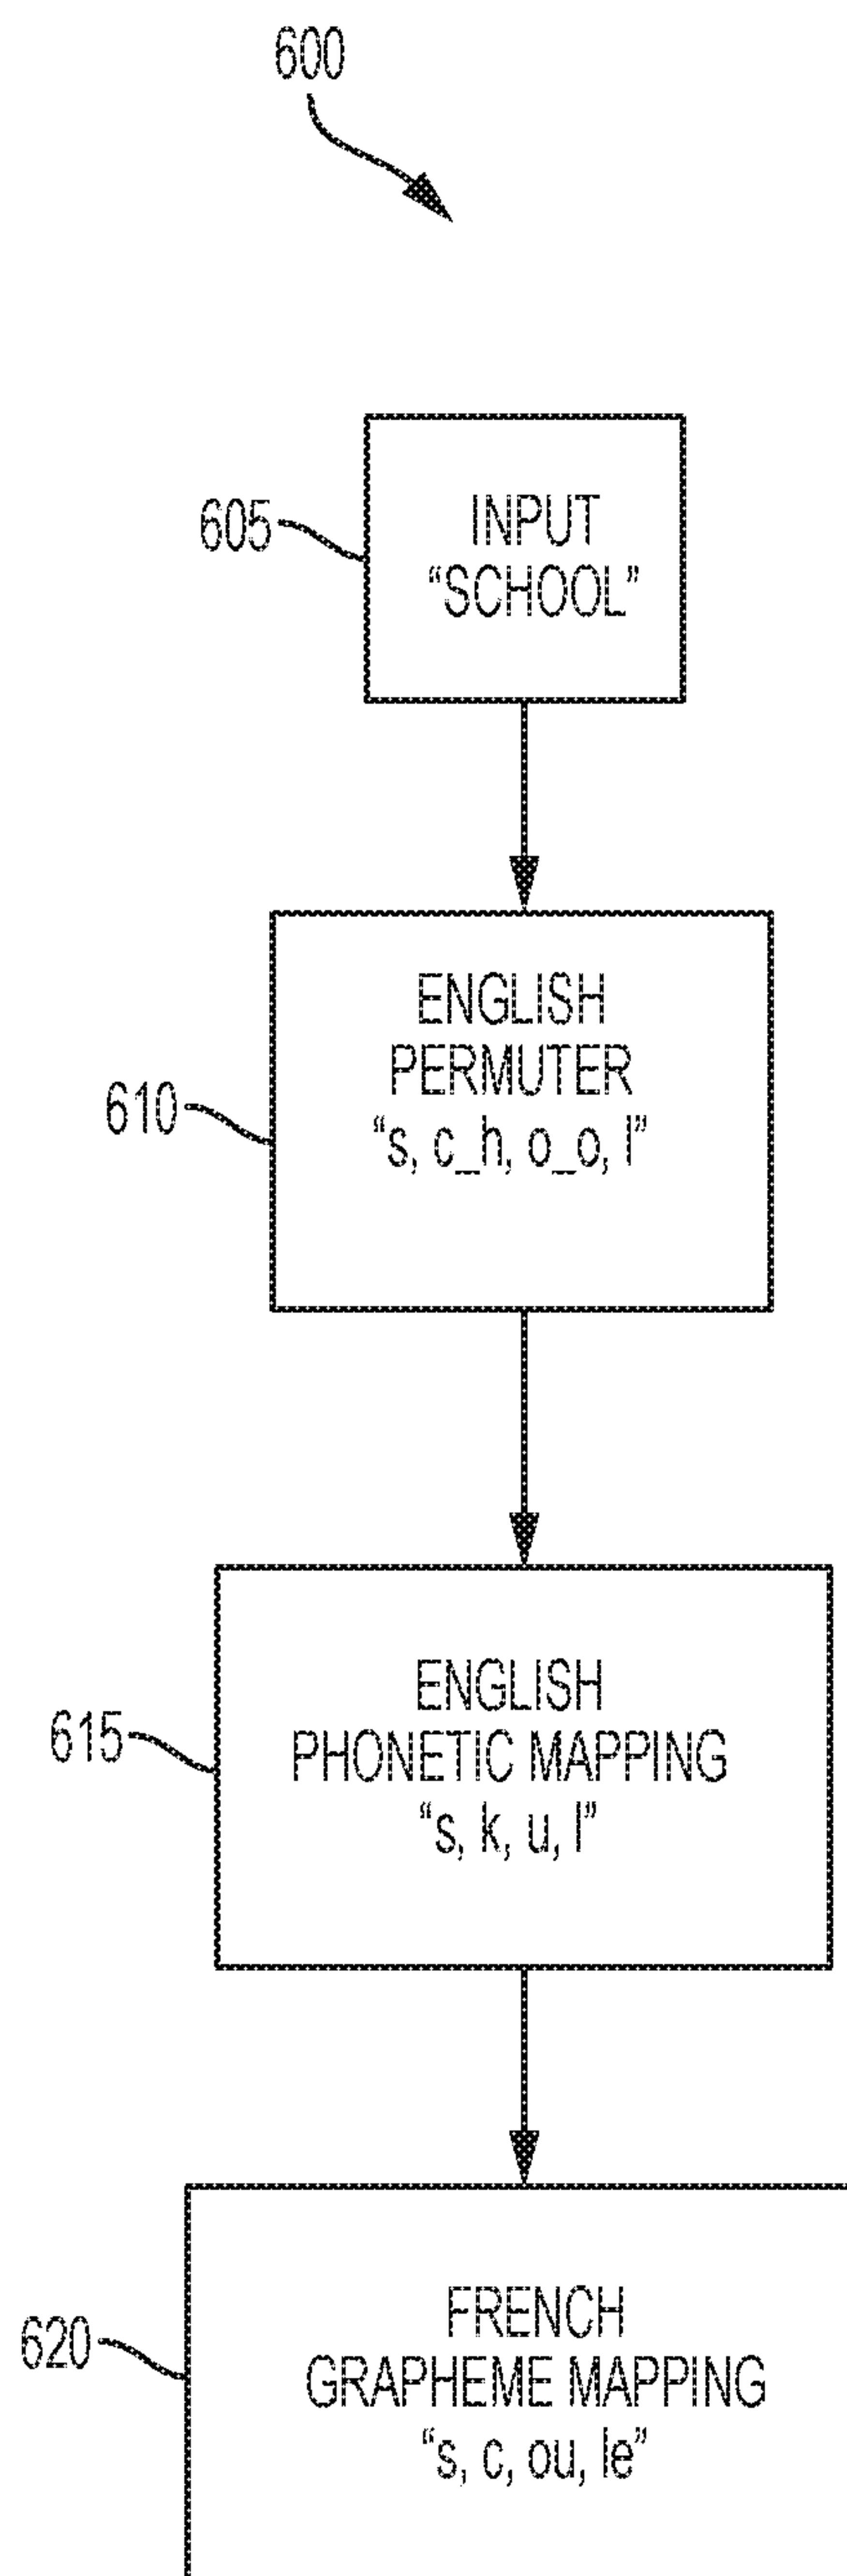 600
605
INPUT
“SCHOOL”
610
ENGLISH
PERMUTER
“s, c_h, o_o, l”
615
ENGLISH
PHONETIC MAPPING
“s, k, u, l”
620
FRENCH
GRAPHEME MAPPING
“s, c, ou, le”